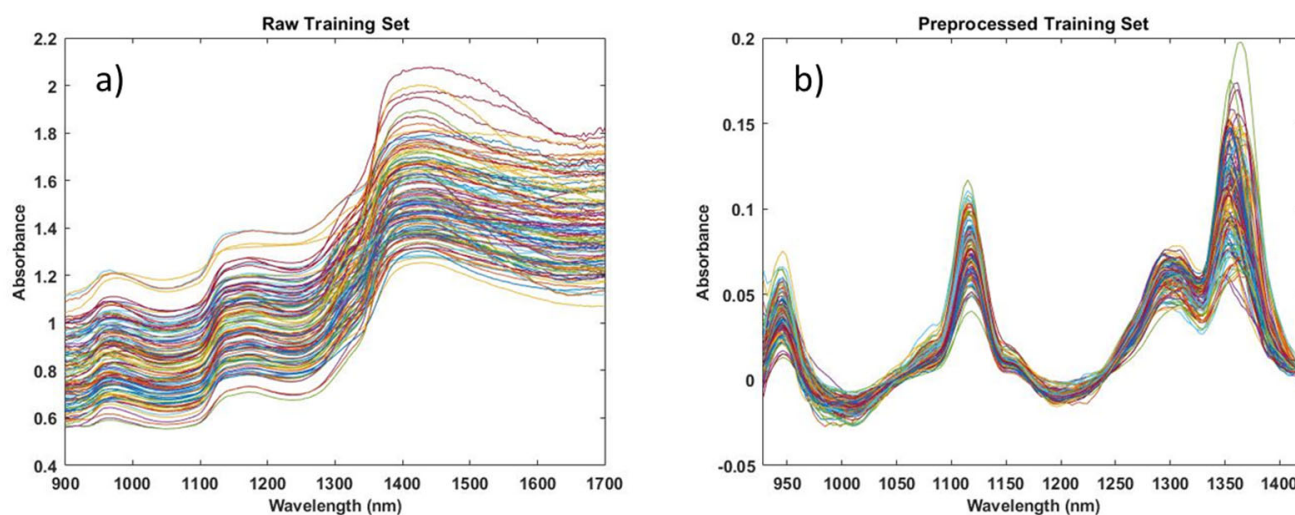 Raw Training Set
a)
2.2
2
1.8
1.6
1.4
1.2
1
0.8
0.6
0.4
Absorbance
900 1000 1100 1200 1300 1400 1500 1600 1700
Wavelength (nm)
Preprocessed Training Set
b)
0.2
0.15
0.1
0.05
0
-0.05
Absorbance
950 1000 1050 1100 1150 1200 1250 1300 1350 1400
Wavelength (nm)